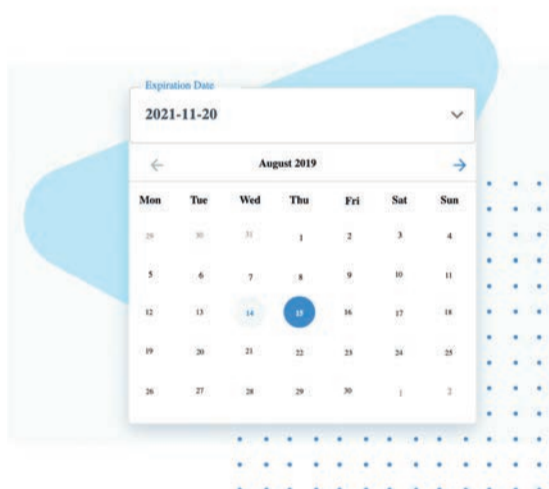 Expiration Date
2021-11-20
August 2019
Mon Tue Wed Thu Fri Sat Sun
29 30 31 1 2 3 4
5 6 7 8 9 10 11
12 13 14 15 16 17 18
19 20 21 22 23 24 25
26 27 28 29 30 1 2